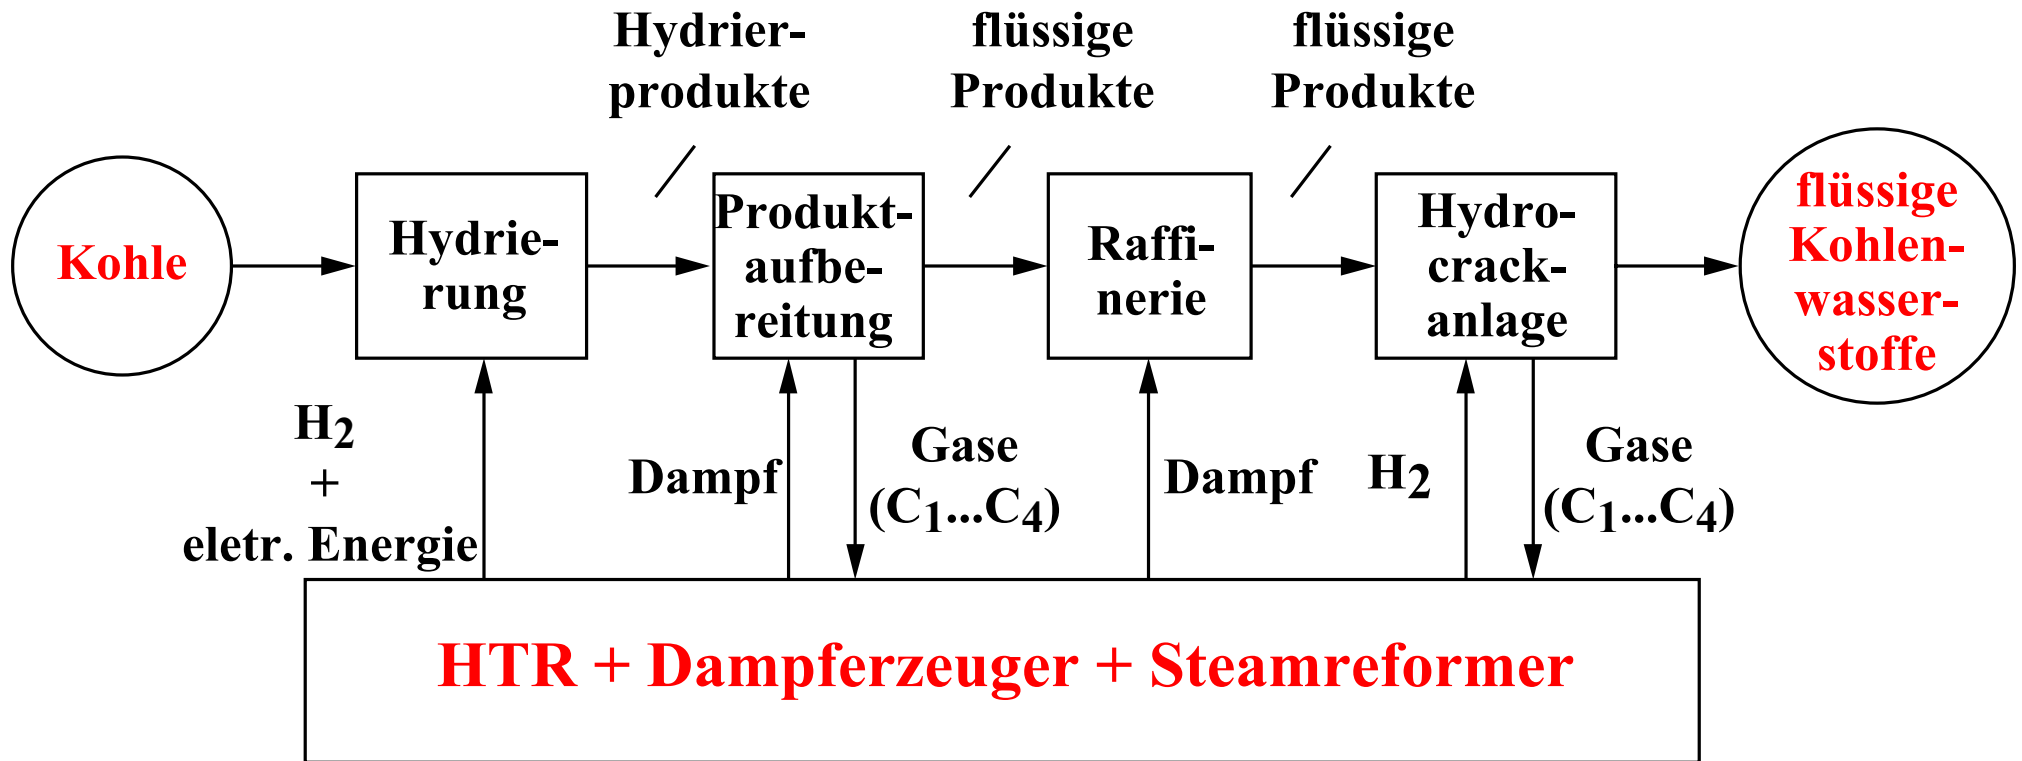 Hydrier-
produkte
flüssige
Produkte
flüssige
Produkte
Kohle
Hydrie-
rung
Produkt-
aufbe-
reitung
Raffi-
nerie
Hydro-
crack-
anlage
flüssige
Kohlen-
wasser-
stoffe
H2
+
eletr. Energie
Dampf
Gase
(C1...C4)
Dampf
H2
Gase
(C1...C4)
HTR + Dampferzeuger + Steamreformer